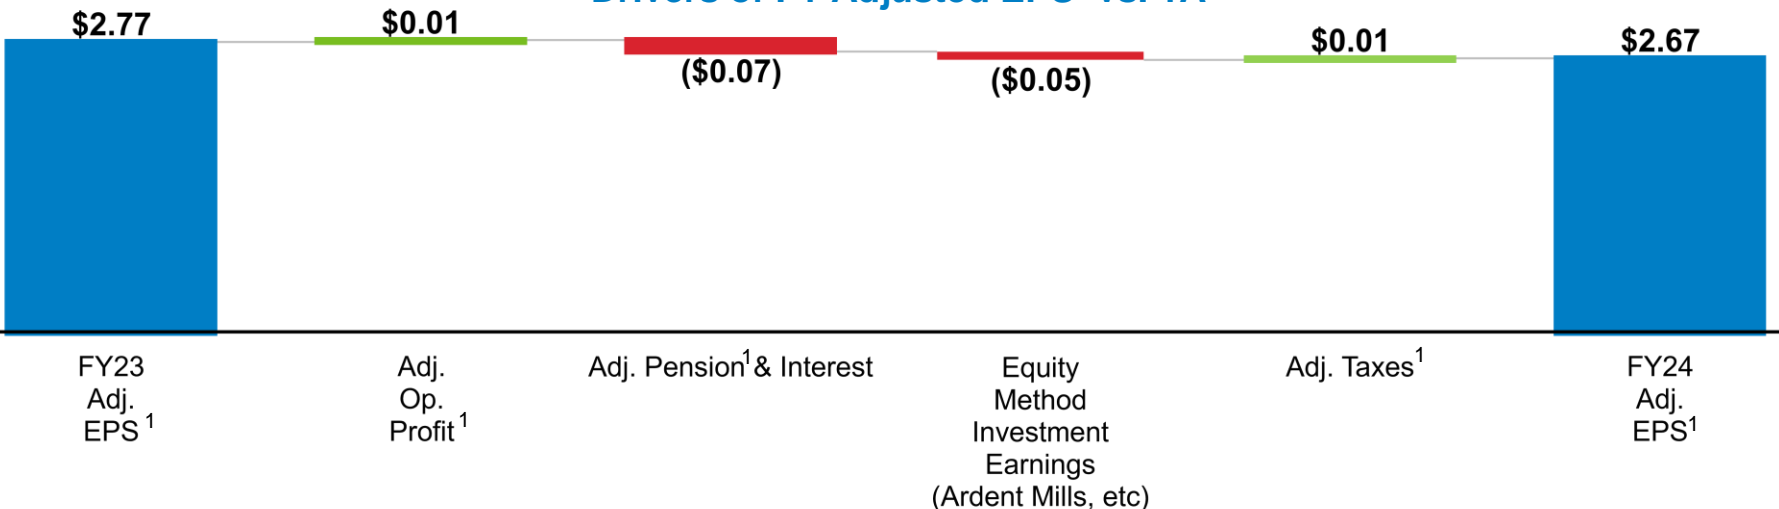 $2.77
$0.01
($0.07)
($0.05)
$0.01
$2.67
FY23
Adj.
EPS 1
Adj.
Op.
Profit 1
Adj. Pension1 & Interest
Equity
Method
Investment
Earnings
(Ardent Mills, etc)
Adj. Taxes1
FY24
Adj.
EPS1